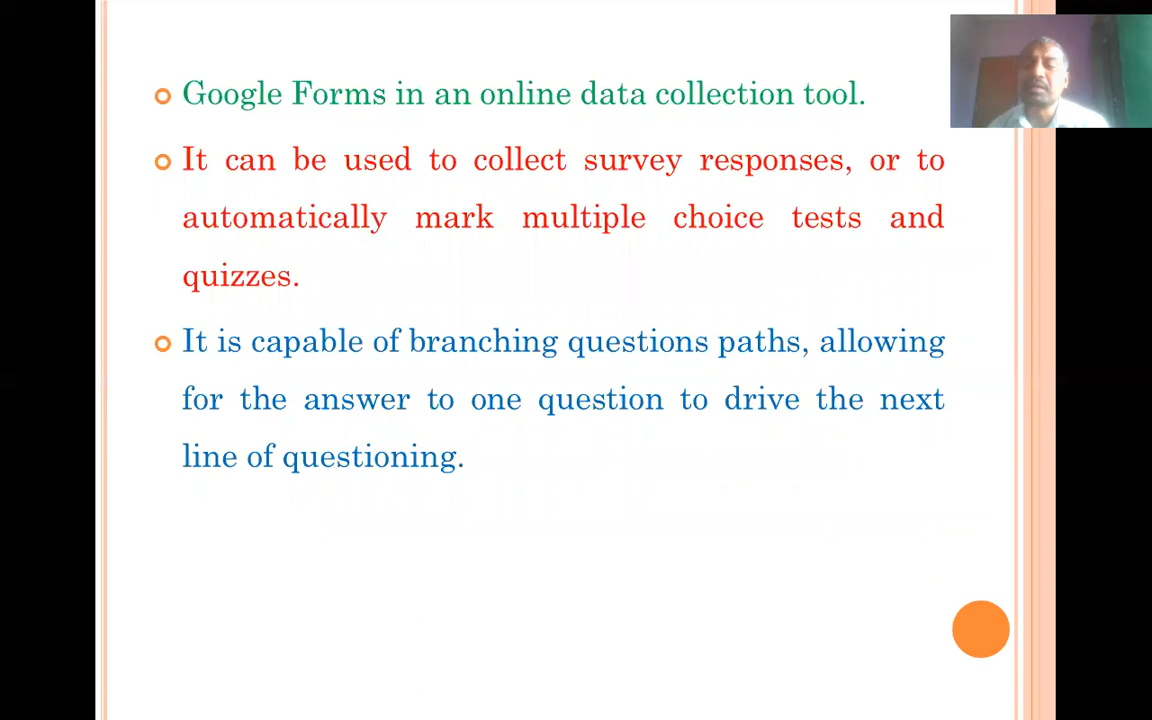 Google Forms in an online data collection tool.
It can be used to collect survey responses, or to
automatically mark multiple choice tests and
quizzes.
It is capable of branching questions paths, allowing
for the answer to one question to drive the next
line of questioning.